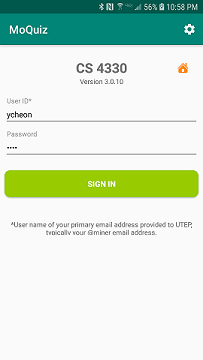 56% 10:58 PM
MoQuiz
CS 4330
Version 3.0.10
User ID*
ycheon
Password
••••
SIGN IN
*User name of your primary email address provided to UTEP,
typically your @miner email address.